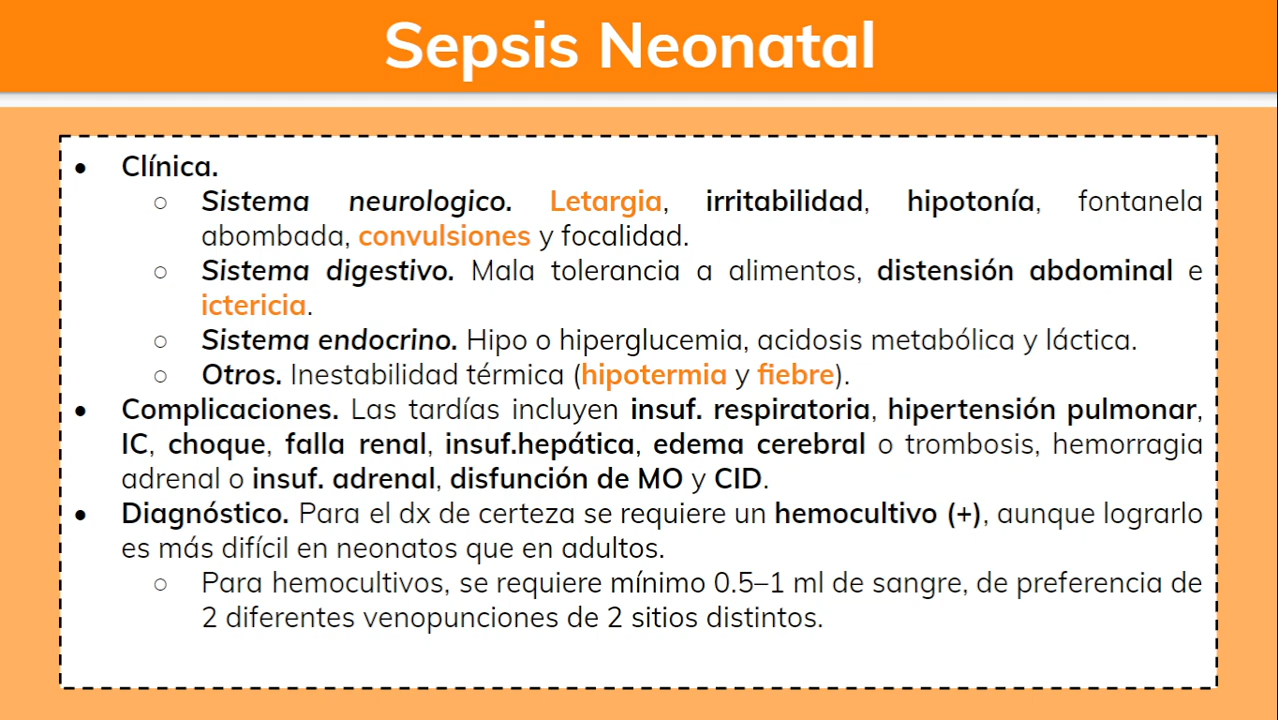 Sepsis Neonatal
● Clínica.
○ Sistema neurologico. Letargia, irritabilidad, hipotonía, fontanela
abombada, convulsiones y focalidad.
○ Sistema digestivo. Mala tolerancia a alimentos, distensión abdominal e
ictericia.
○ Sistema endocrino. Hipo o hiperglucemia, acidosis metabólica y láctica.
○ Otros. Inestabilidad térmica (hipotermia y fiebre).
● Complicaciones. Las tardías incluyen insuf. respiratoria, hipertensión pulmonar,
IC, choque, falla renal, insuf.hepática, edema cerebral o trombosis, hemorragia
adrenal o insuf. adrenal, disfunción de MO y CID.
● Diagnóstico. Para el dx de certeza se requiere un hemocultivo (+), aunque lograrlo
es más difícil en neonatos que en adultos.
○ Para hemocultivos, se requiere mínimo 0.5–1 ml de sangre, de preferencia de
2 diferentes venopunciones de 2 sitios distintos.